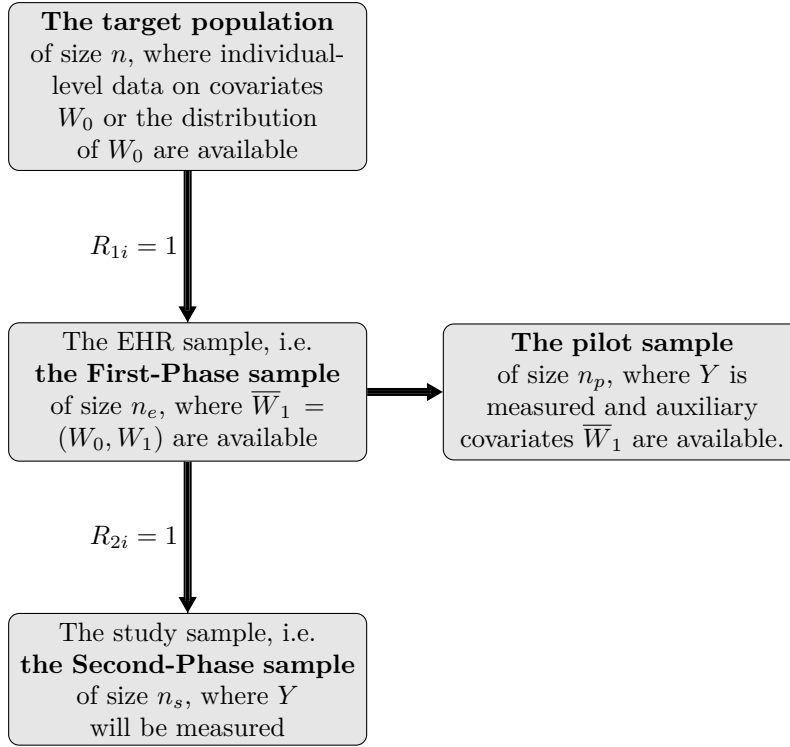 The target population
of size n, where individual-
level data on covariates
W₀ or the distribution
of W₀ are available
R₁ᵢ = 1
The EHR sample, i.e.
the First-Phase sample
of size nₑ, where W̅₁ =
(W₀, W₁) are available
The pilot sample
of size nₚ, where Y is
measured and auxiliary
covariates W̅₁ are available.
R₂ᵢ = 1
The study sample, i.e.
the Second-Phase sample
of size nₛ, where Y
will be measured